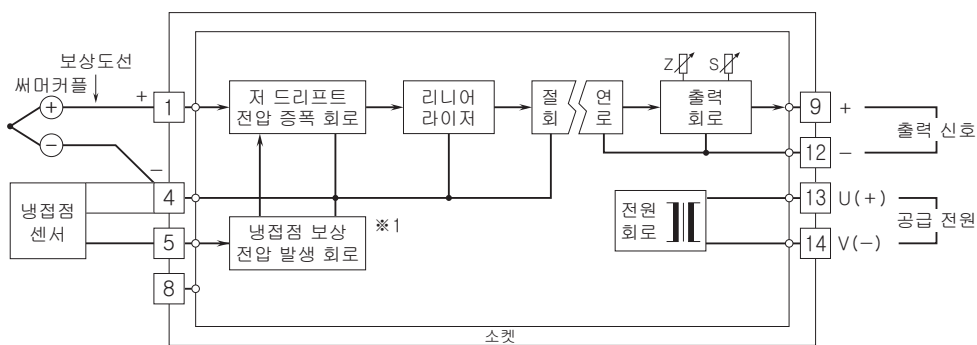 보상도선
써머커플
+
+
−
−
1
4
5
8
냉접점
센서
저 드리프트
전압 증폭 회로
리니어
라이저
절 연
회 로
Z
S
출력
회로
냉접점 보상
전압 발생 회로
※1
전원
회로
9
+
12
−
출력 신호
13
U(+)
14
V(−)
공급 전원
소켓